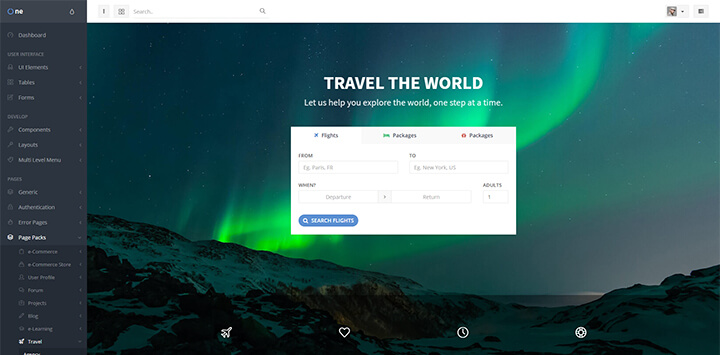 ne
Search..
Dashboard
USER INTERFACE
UI Elements
Tables
Forms
DEVELOP
Components
Layouts
Multi Level Menu
PAGES
Generic
Authentication
Error Pages
Page Packs
e-Commerce
e-Commerce Store
User Profile
Forum
Projects
Blog
e-Learning
Travel
TRAVEL THE WORLD
Let us help you explore the world, one step at a time.
Flights Packages Packages
FROM TO
Eg. Paris, FR Eg. New York, US
WHEN? ADULTS
Departure Return 1
SEARCH FLIGHTS